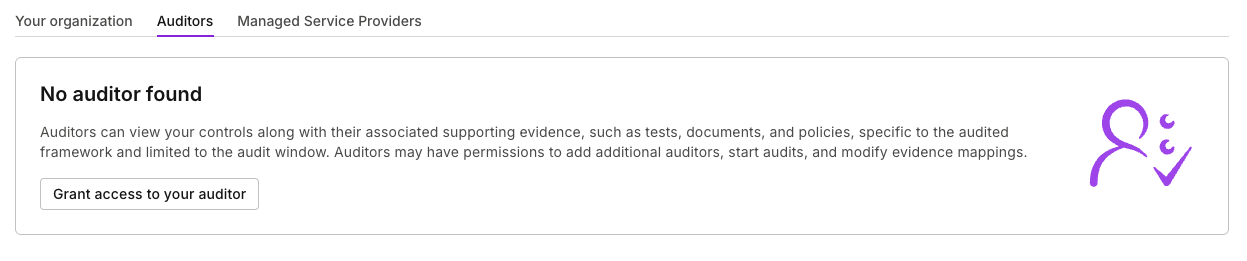 Your organization Auditors Managed Service Providers
No auditor found
Auditors can view your controls along with their associated supporting evidence, such as tests, documents, and policies, specific to the audited
framework and limited to the audit window. Auditors may have permissions to add additional auditors, start audits, and modify evidence mappings.
Grant access to your auditor